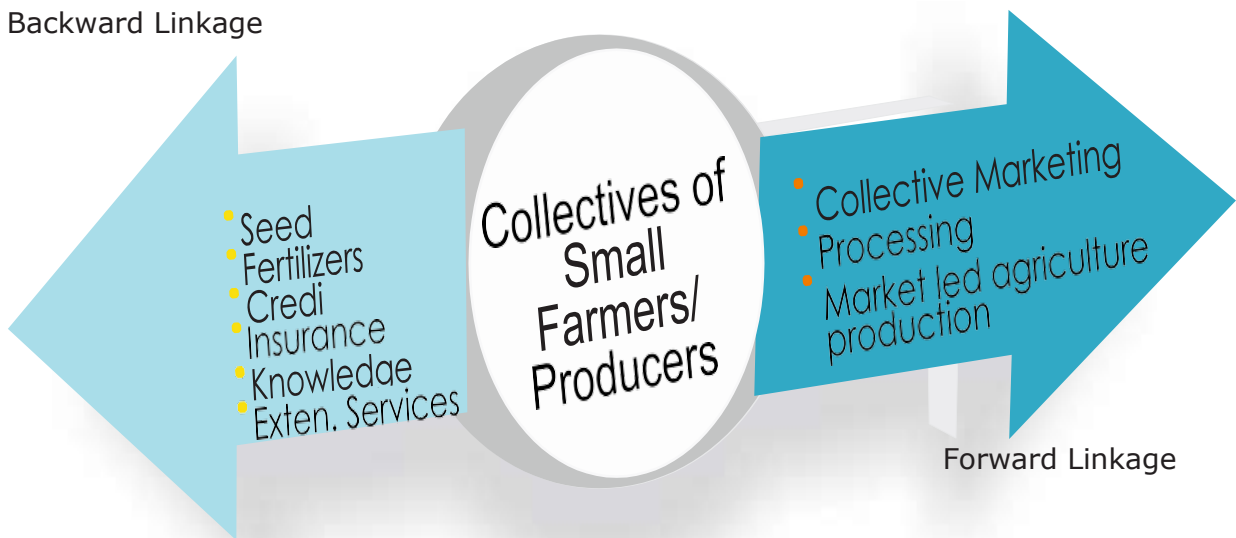 Backward Linkage
Seed
Fertilizers
Credi
Insurance
Knowledge
Exten. Services
Collectives of
Small
Farmers/
Producers
Collective Marketing
Processing
Market led agriculture
production
Forward Linkage